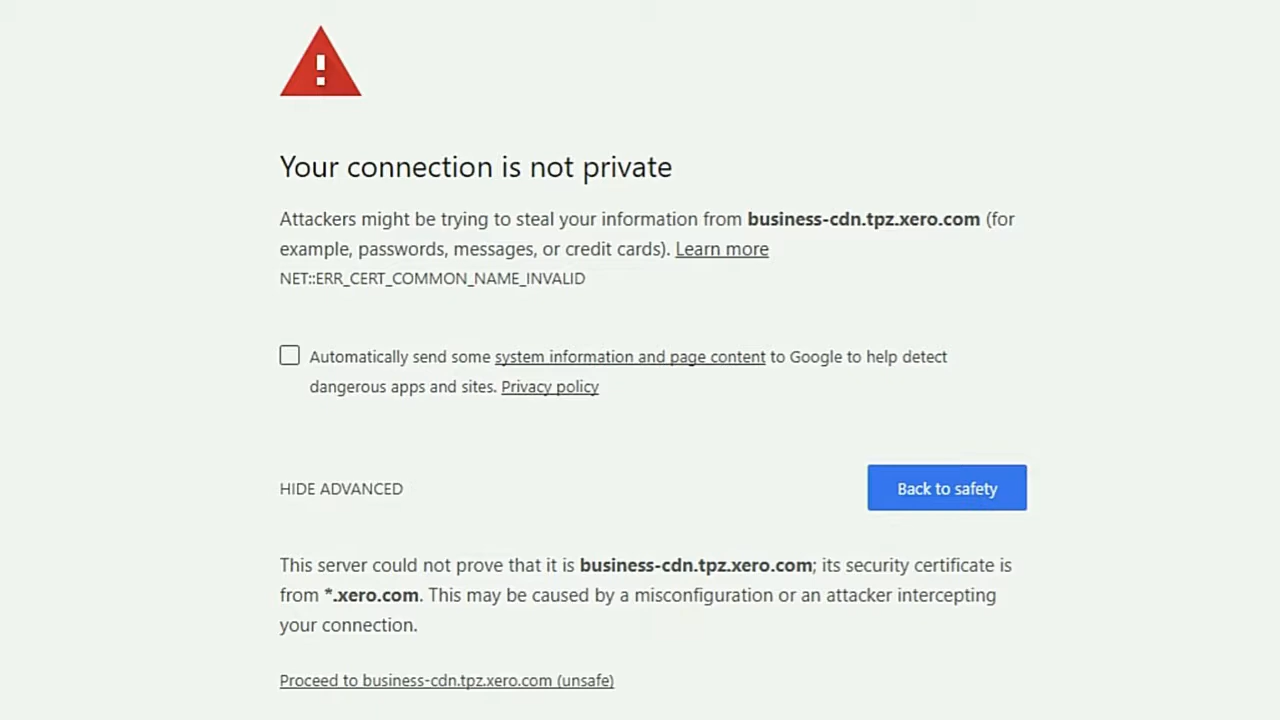 !
Your connection is not private
Attackers might be trying to steal your information from business-cdn.tpz.xero.com (for
example, passwords, messages, or credit cards). Learn more
NET::ERR_CERT_COMMON_NAME_INVALID
Automatically send some system information and page content to Google to help detect
dangerous apps and sites. Privacy policy
HIDE ADVANCED
Back to safety
This server could not prove that it is business-cdn.tpz.xero.com; its security certificate is
from *.xero.com. This may be caused by a misconfiguration or an attacker intercepting
your connection.
Proceed to business-cdn.tpz.xero.com (unsafe)